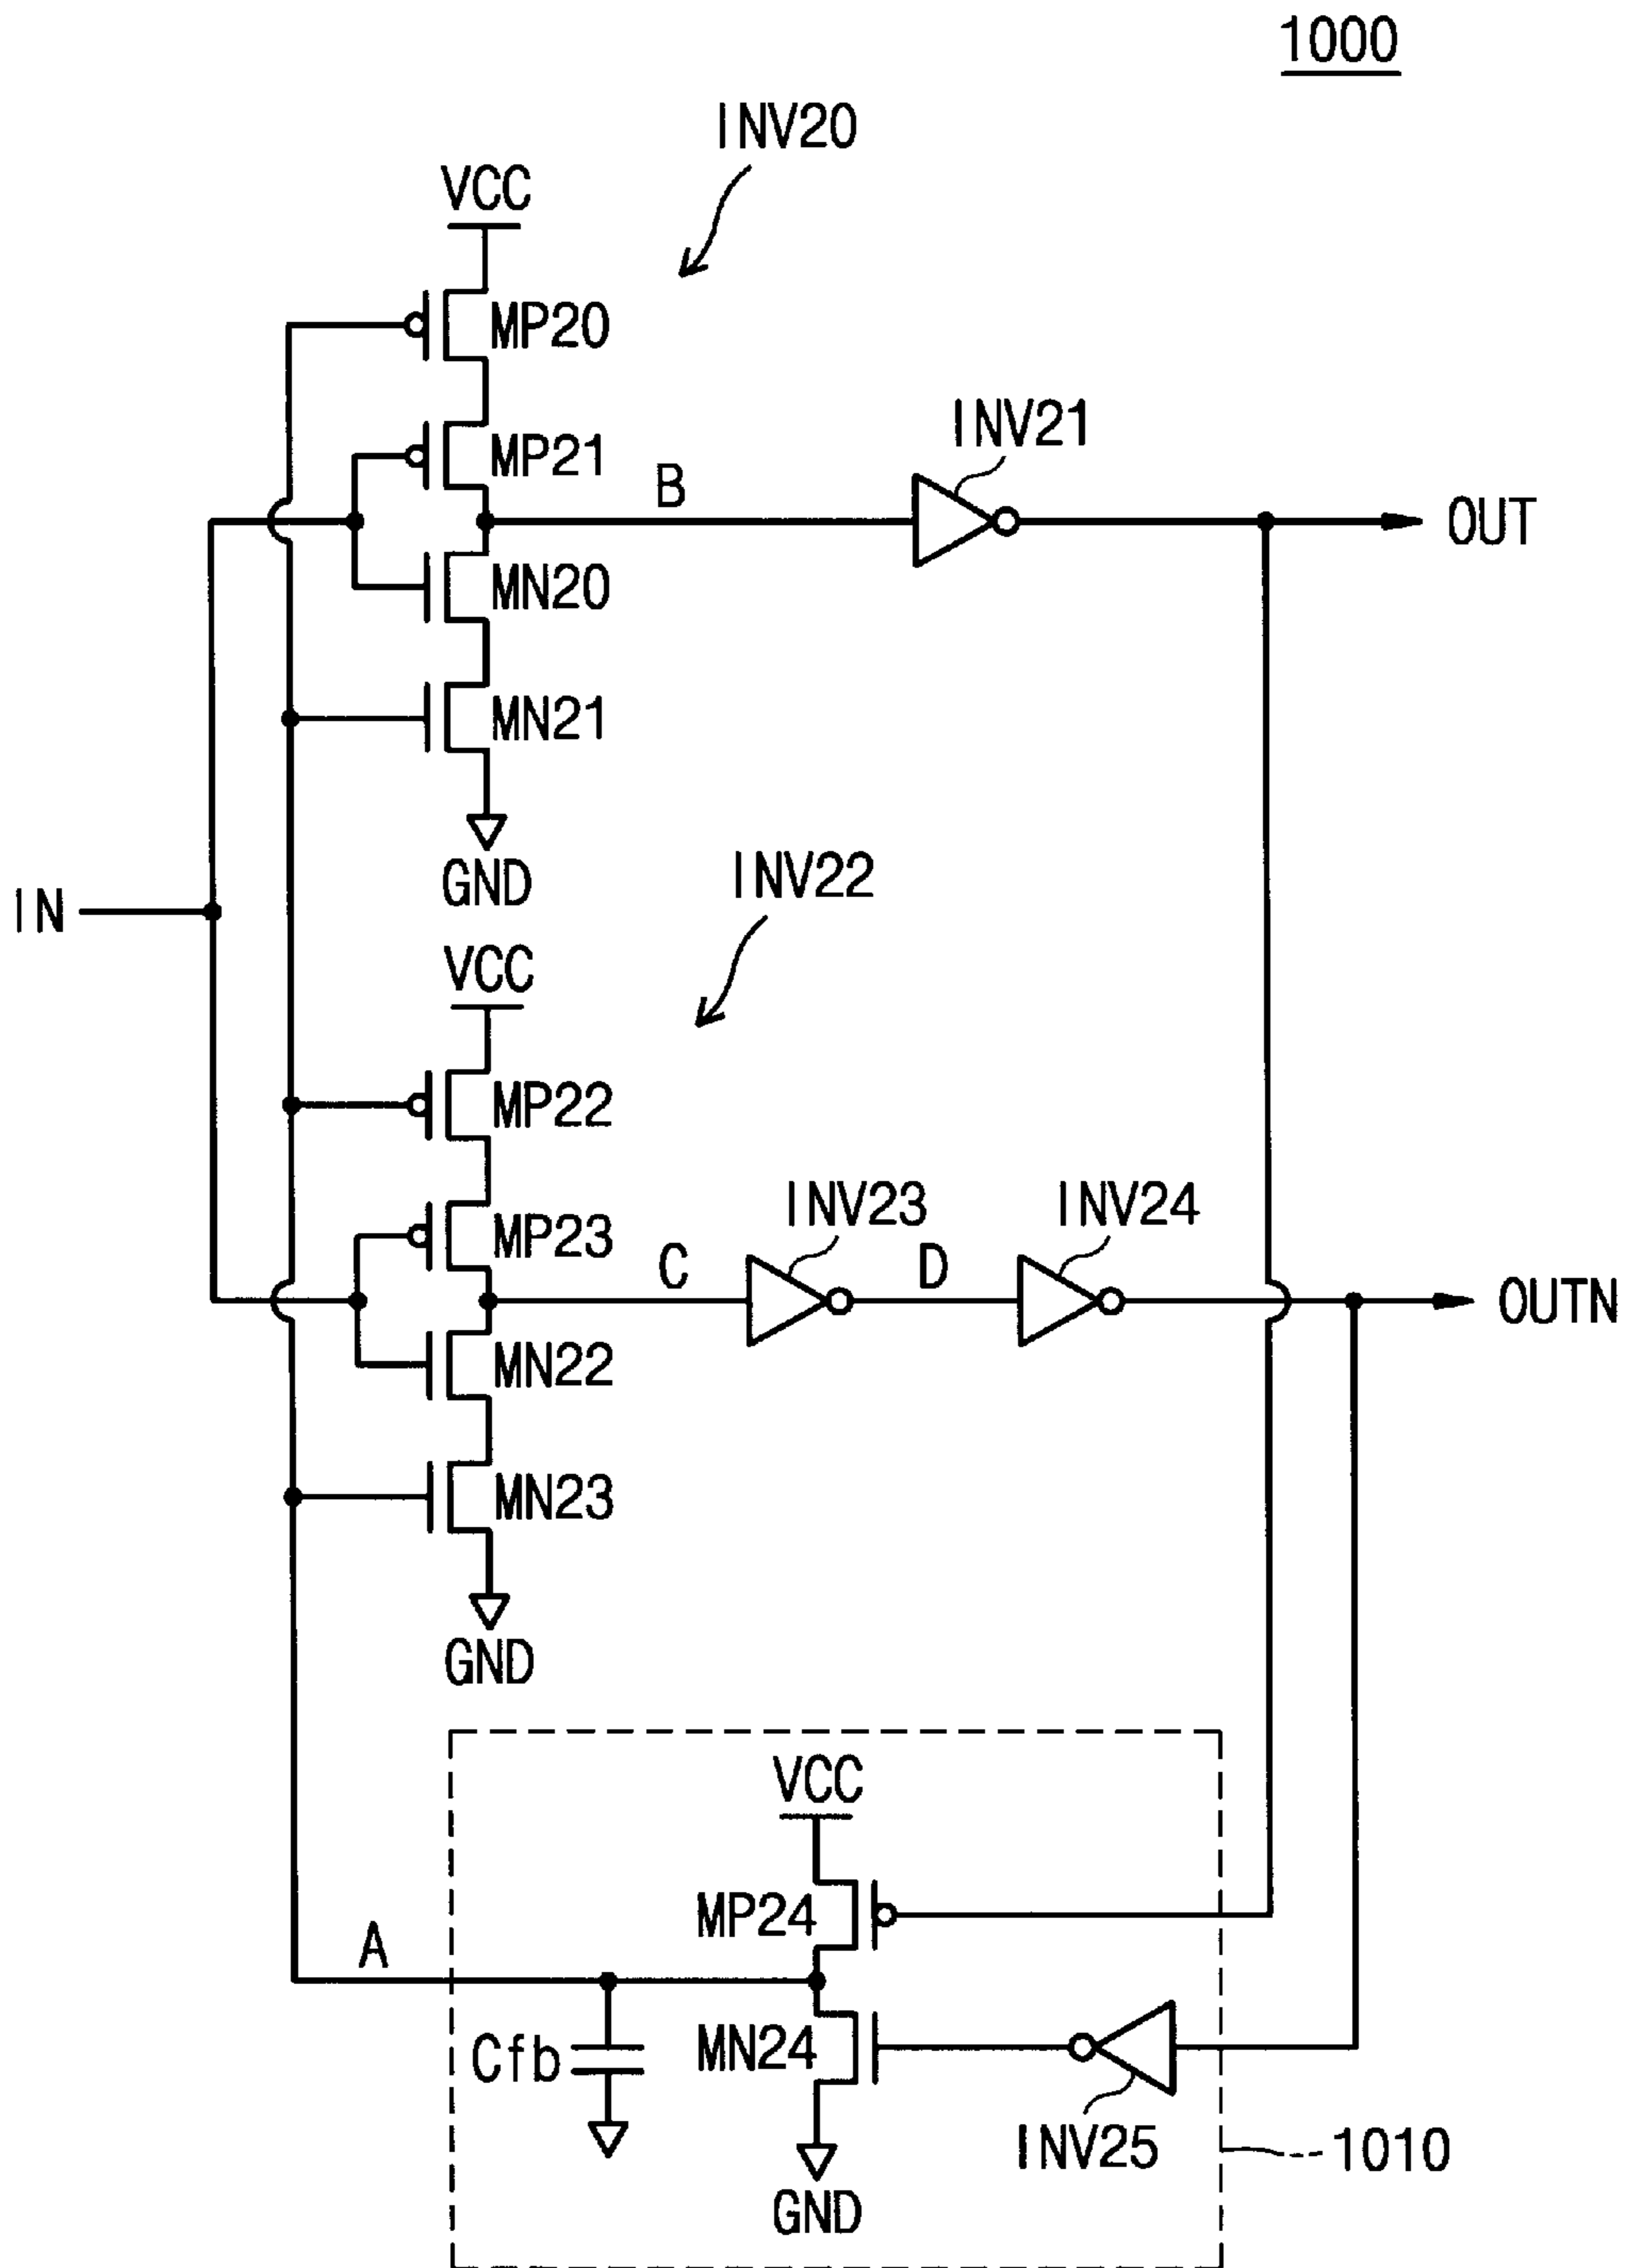 1000
INV20
VCC
MP20
MP21
INV21
B
OUT
MN20
MN21
GND
INV22
IN
VCC
MP22
MP23
INV23
INV24
C
D
OUTN
MN22
MN23
GND
VCC
MP24
A
Cfb
MN24
INV25
1010
GND